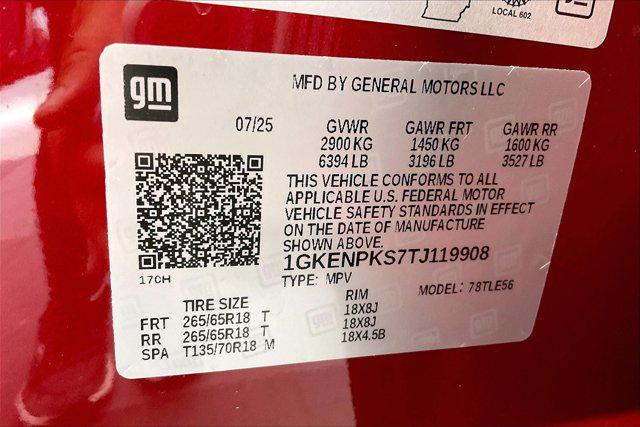 LOCAL 602
gm
MFD BY GENERAL MOTORS LLC
07/25 GVWR GAWR FRT GAWR RR
2900 KG 1450 KG 1600 KG
6394 LB 3196 LB 3527 LB
THIS VEHICLE CONFORMS TO ALL
APPLICABLE U.S. FEDERAL MOTOR
VEHICLE SAFETY STANDARDS IN EFFECT
ON THE DATE OF MANUFACTURE
SHOWN ABOVE.
1GKENPKS7TJ119908
170H
TYPE: MPV MODEL: 78TLE56
TIRE SIZE RIM
FRT 265/65R18 T 18X8J
RR 265/65R18 T 18X8J
SPA T135/70R18 M 18X4.5B